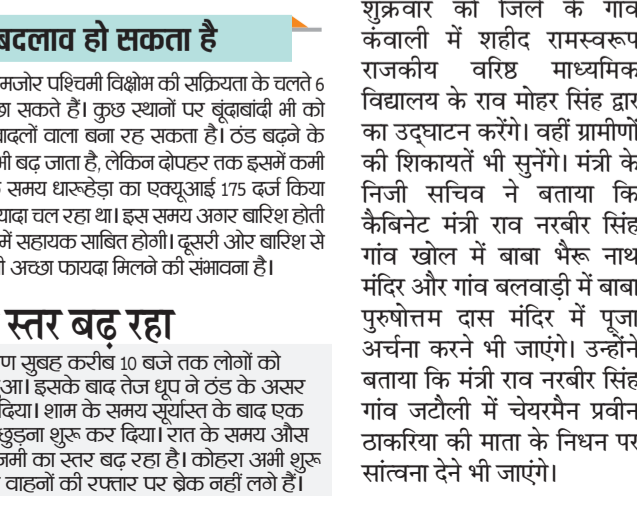 बदलाव हो सकता है
मजोर पश्चिमी विक्षोभ की सक्रियता के चलते 6
छा सकते हैं। कुछ स्थानों पर बूंदाबांदी भी को
बादलों वाला बना रह सकता है। ठंड बढ़ने के
भी बढ़ जाता है, लेकिन दोपहर तक इसमें कमी
के समय धारूहेड़ा का एक्यूआई 175 दर्ज किया
यादा चल रहा था। इस समय अगर बारिश होती
में सहायक साबित होगी। दूसरी ओर बारिश से
अच्छा फायदा मिलने की संभावना है।
स्तर बढ़ रहा
ण सुबह करीब 10 बजे तक लोगों को
हुआ। इसके बाद तेज धूप ने ठंड के असर
दिया। शाम के समय सूर्यास्त के बाद एक
छुड़ना शुरू कर दिया। रात के समय औस
नमी का स्तर बढ़ रहा है। कोहरा अभी शुरू
वाहनों की रफ्तार पर ब्रेक नहीं लगे हैं।
शुक्रवार को जिले के गांव
कंवाली में शहीद रामस्वरूप
राजकीय वरिष्ठ माध्यमिक
विद्यालय के राव मोहर सिंह द्वार
का उद्घाटन करेंगे। वहीं ग्रामीणों
की शिकायतें भी सुनेंगे। मंत्री के
निजी सचिव ने बताया कि
कैबिनेट मंत्री राव नरबीर सिंह
गांव खोल में बाबा भैरू नाथ
मंदिर और गांव बलवाड़ी में बाबा
पुरुषोत्तम दास मंदिर में पूजा
अर्चना करने भी जाएंगे। उन्होंने
बताया कि मंत्री राव नरबीर सिंह
गांव जटौली में चेयरमैन प्रवीन
ठाकरिया की माता के निधन पर
सांत्वना देने भी जाएंगे।